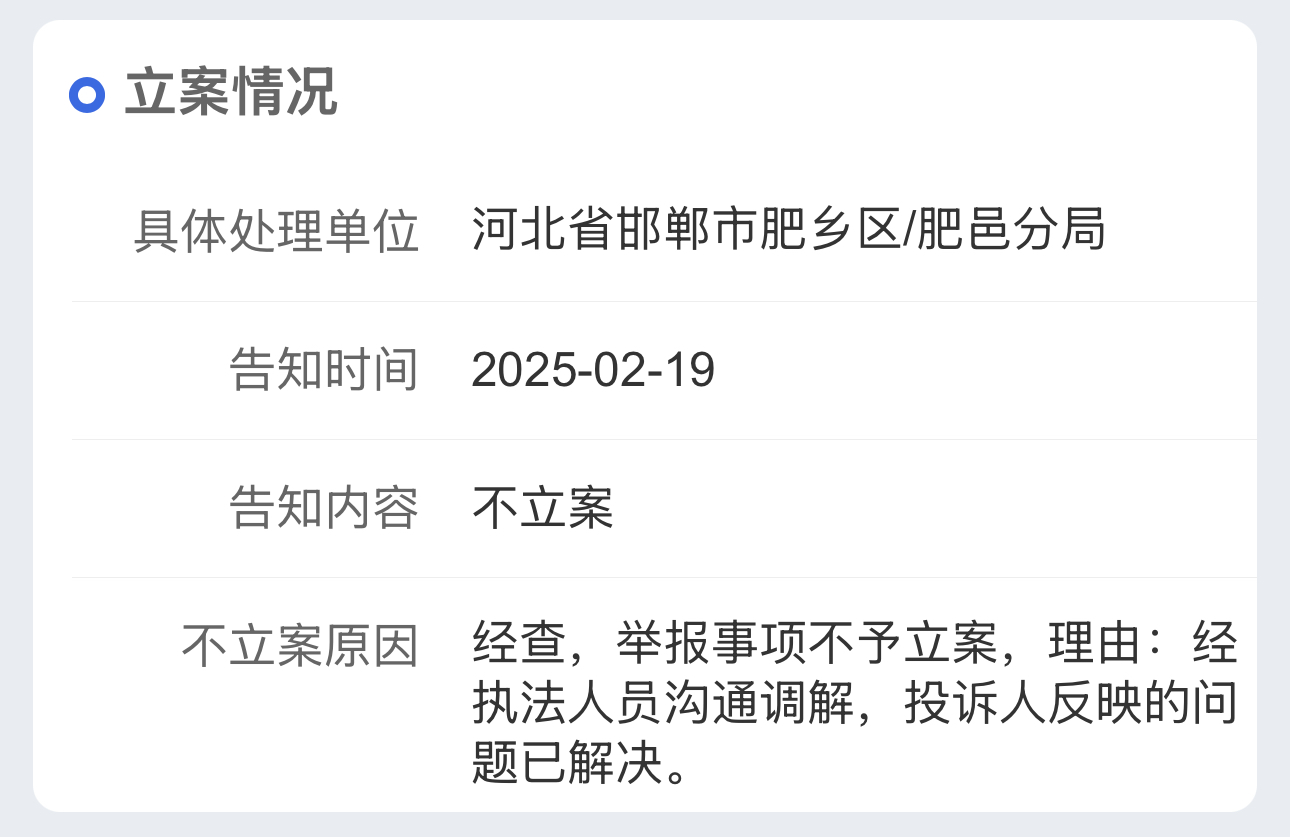 立案情况
具体处理单位 河北省邯郸市肥乡区/肥邑分局
告知时间 2025-02-19
告知内容 不立案
不立案原因 经查，举报事项不予立案，理由：经
执法人员沟通调解，投诉人反映的问
题已解决。